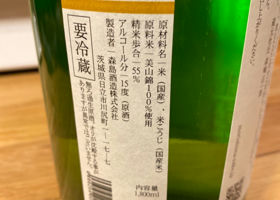 原材料名 米(国産)、米こうじ(国産米)
原料米 美山錦100%使用
精米歩合 55%
アルコール分 15度(原酒)
製造者 森島酒造株式会社
茨城県日立市川尻町1-17-7
要冷蔵
内容量
1,800ml